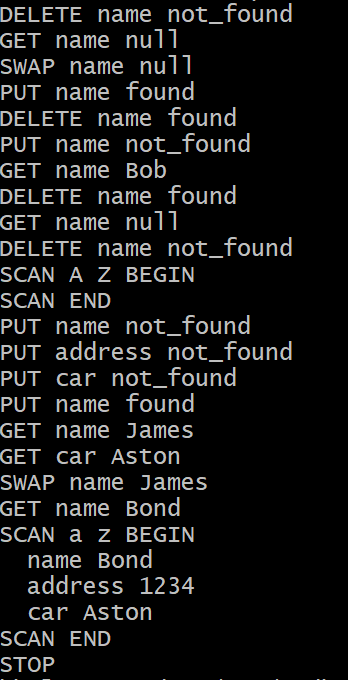 DELETE name not_found
GET name null
SWAP name null
PUT name found
DELETE name found
PUT name not_found
GET name Bob
DELETE name found
GET name null
DELETE name not_found
SCAN A Z BEGIN
SCAN END
PUT name not_found
PUT address not_found
PUT car not_found
PUT name found
GET name James
GET car Aston
SWAP name James
GET name Bond
SCAN a z BEGIN
  name Bond
  address 1234
  car Aston
SCAN END
STOP